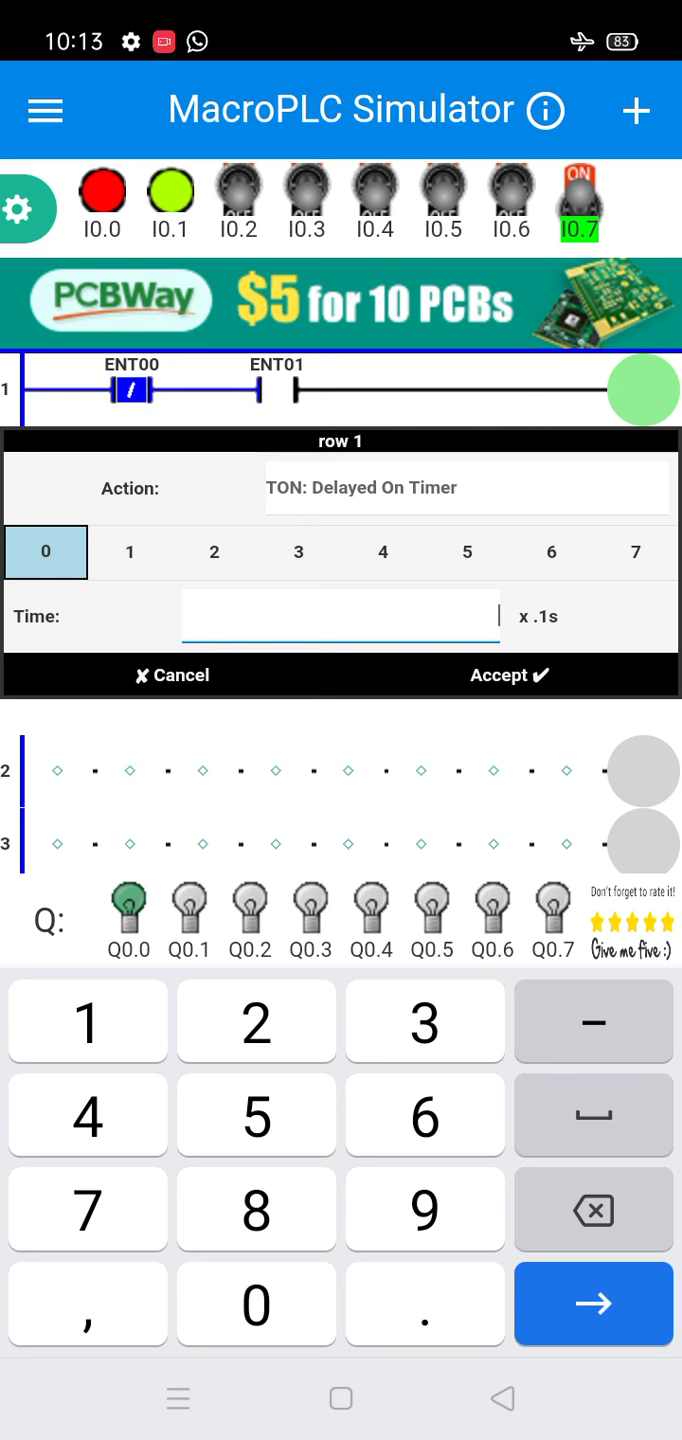 10:13 83
MacroPLC Simulator
I0.0 I0.1 I0.2 I0.3 I0.4 I0.5 I0.6 I0.7
ON
PCBWay $5 for 10 PCBs
ENT00 ENT01
1
row 1
Action: TON: Delayed On Timer
0 1 2 3 4 5 6 7
Time: x .1s
✘ Cancel Accept ✔
2
3
Q: Q0.0 Q0.1 Q0.2 Q0.3 Q0.4 Q0.5 Q0.6 Q0.7
Don't forget to rate it!
Give me five :)
1 2 3 –
4 5 6
7 8 9
, 0 .